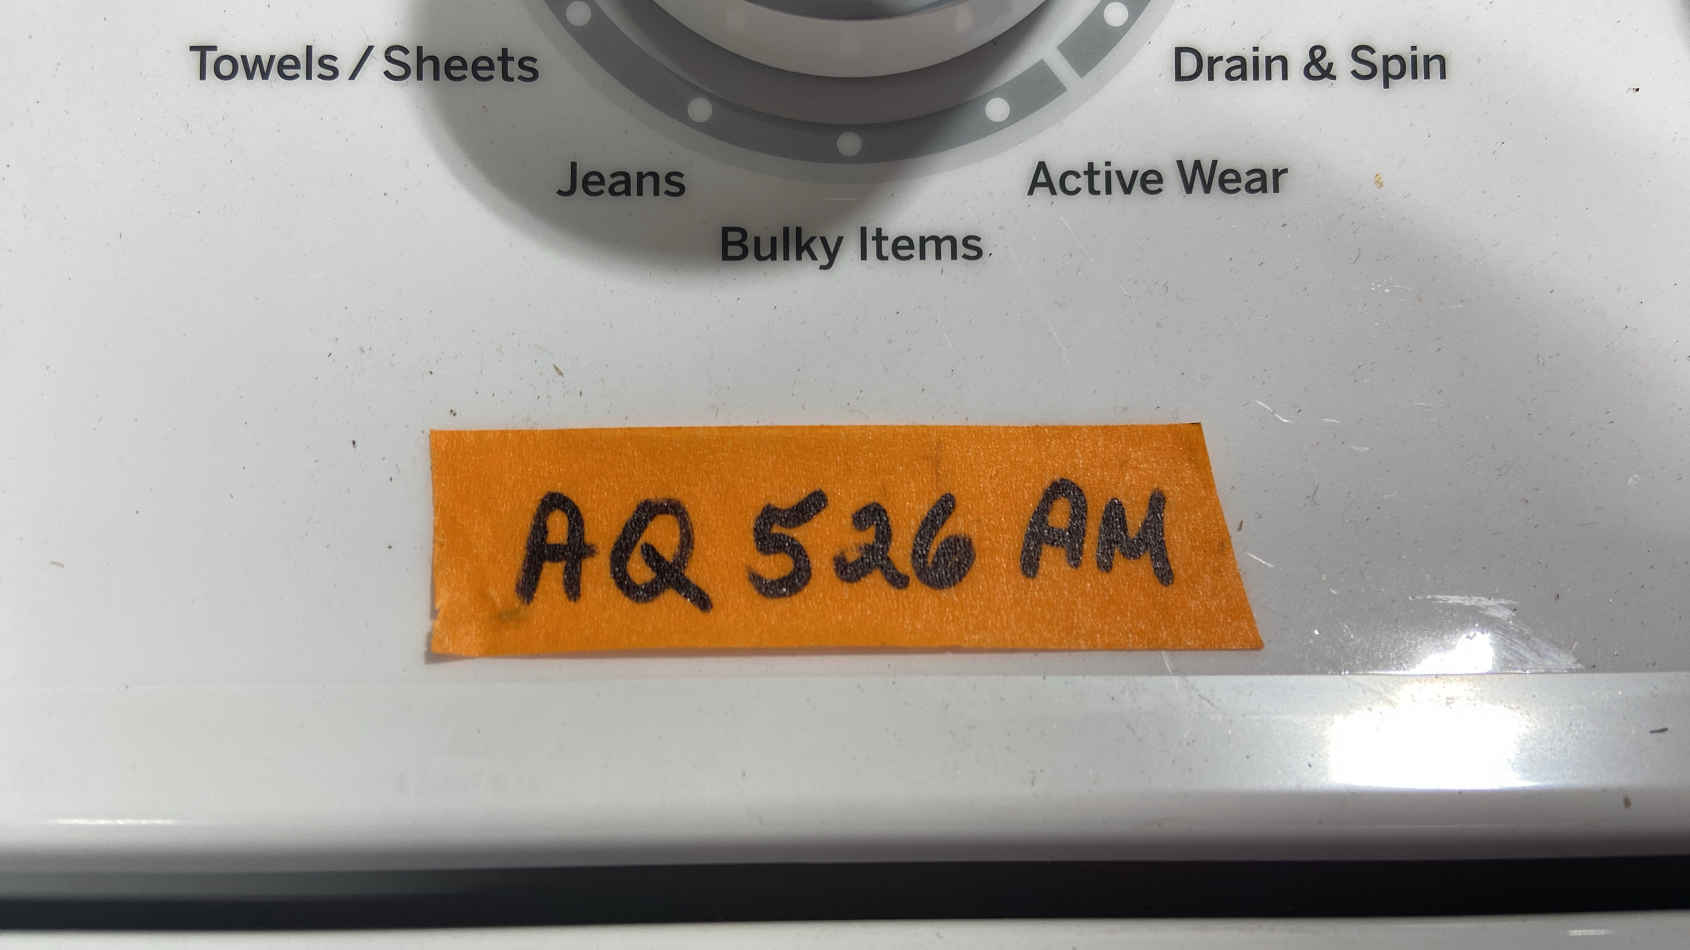 Towels / Sheets
Drain & Spin
Jeans
Active Wear
Bulky Items
AQ 526 AM